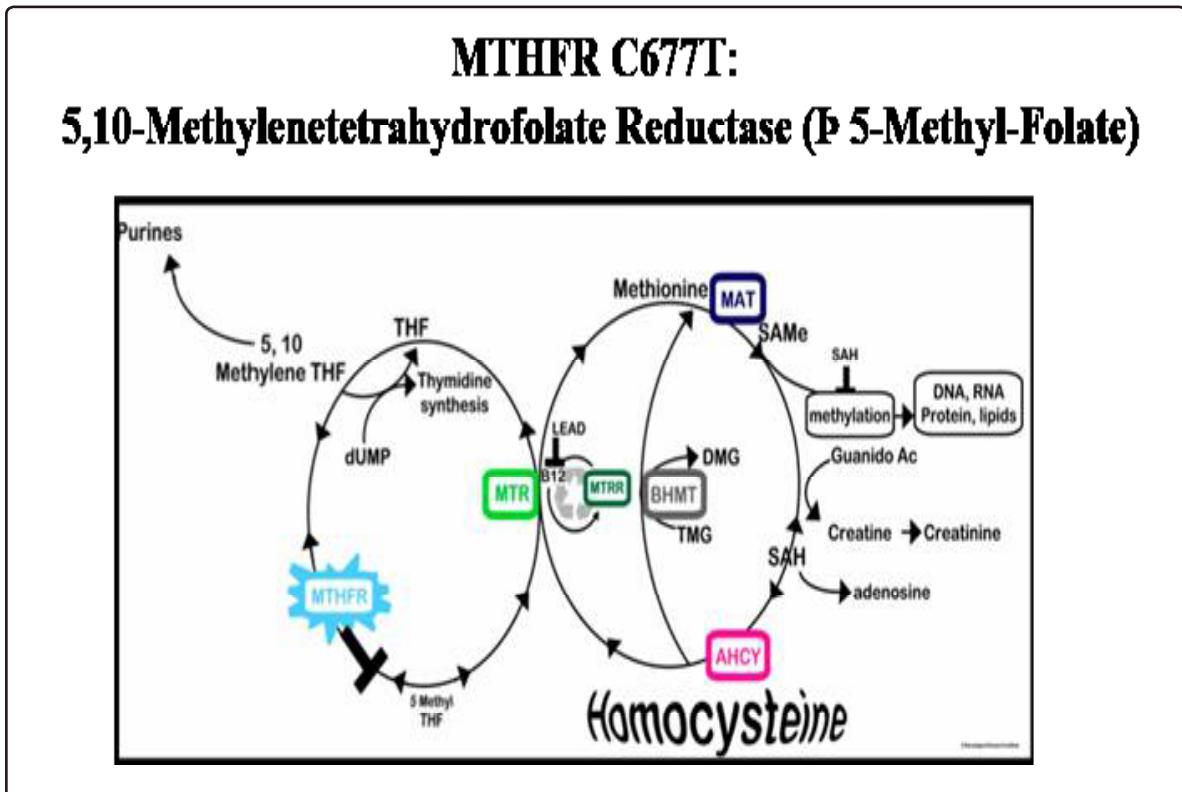 MTHFR C677T:
5,10-Methylenetetrahydrofolate Reductase (Þ 5-Methyl-Folate)
Purines
5, 10
Methylene THF
THF
Thymidine
synthesis
dUMP
MTHFR
5 Methyl
THF
MTR
LEAD
B12
MTRR
Methionine
MAT
SAMe
SAH
methylation
DNA, RNA
Protein, lipids
Guanido Ac
Creatine
Creatinine
BHMT
DMG
TMG
SAH
adenosine
AHCY
Homocysteine